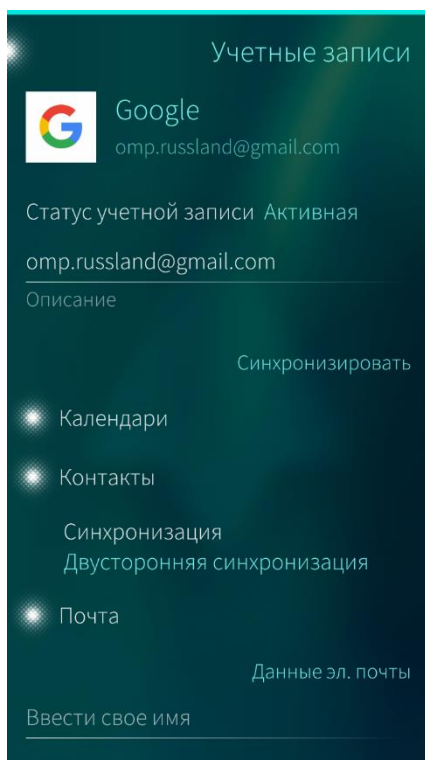 Учетные записи
Google
omp.russland@gmail.com
Статус учетной записи Активная
omp.russland@gmail.com
Описание
Синхронизировать
Календари
Контакты
Синхронизация
Двусторонняя синхронизация
Почта
Данные эл. почты
Ввести свое имя